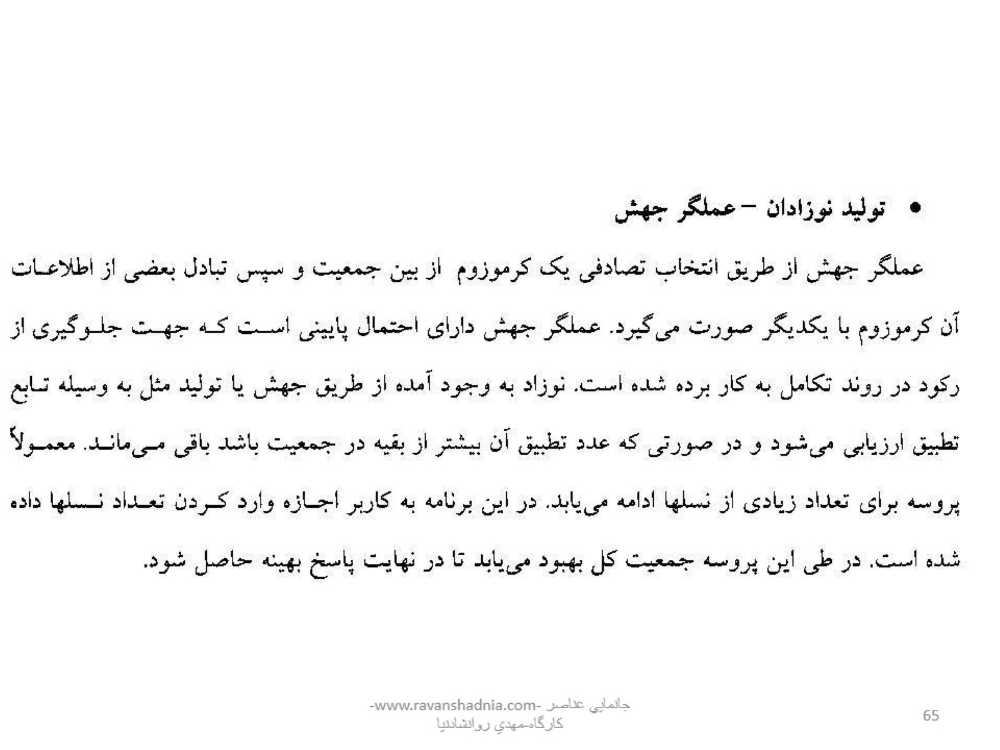 • تولید نوزادان – عملگر جهش
عملگر جهش از طریق انتخاب تصادفی یک کرموزوم از بین جمعیت و سپس تبادل بعضی از اطلاعات
آن کرموزوم با یکدیگر صورت می‌گیرد. عملگر جهش دارای احتمال پایینی است که جهت جلوگیری از
رکود در روند تکامل به کار برده شده است. نوزاد به وجود آمده از طریق جهش یا تولید مثل به وسیله تابع
تطبیق ارزیابی می‌شود و در صورتی که عدد تطبیق آن بیشتر از بقیه در جمعیت باشد باقی می‌ماند. معمولاً
پروسه برای تعداد زیادی از نسلها ادامه می‌یابد. در این برنامه به کاربر اجازه وارد کردن تعداد نسلها داده
شده است. در طی این پروسه جمعیت کل بهبود می‌یابد تا در نهایت پاسخ بهینه حاصل شود.
جانمایي عناصر -www.ravanshadnia.com-
کارگاه-مهدي روانشادنیا
65